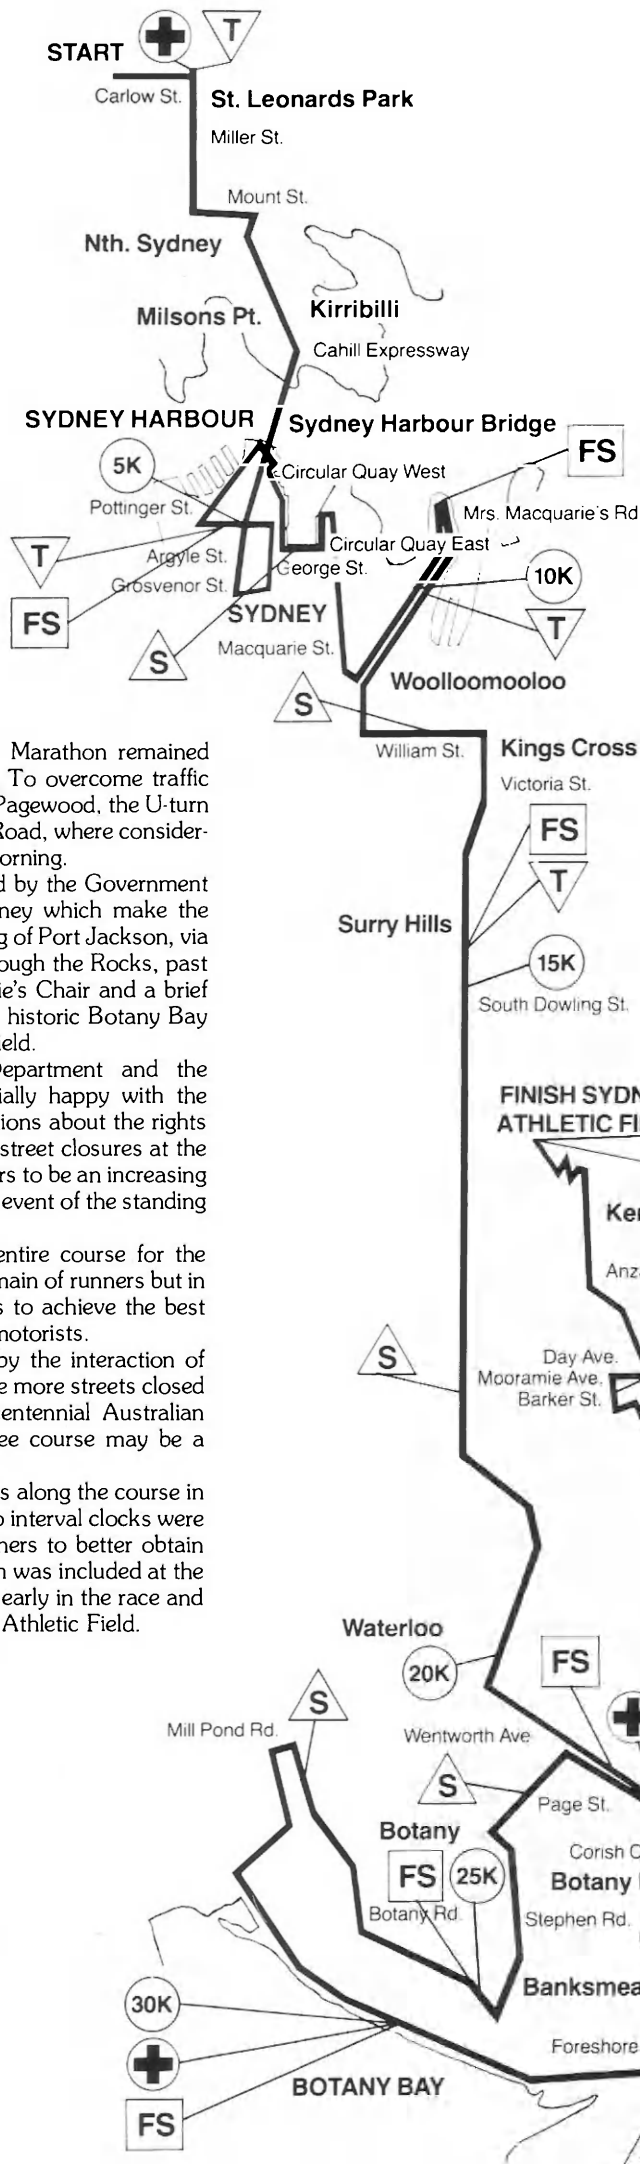 START
T
Carlow St.
St. Leonards Park
Miller St.
Mount St.
Nth. Sydney
Kirribilli
Milsons Pt.
Cahill Expressway
SYDNEY HARBOUR
Sydney Harbour Bridge
FS
5K
Circular Quay West
Pottinger St.
Mrs. Macquarie's Rd
T
Argyle St.
Circular Quay East
George St.
10K
Grosvenor St.
FS
SYDNEY
T
S
Macquarie St.
Woolloomooloo
S
William St.
Kings Cross
Victoria St.
Marathon remained
To overcome traffic
Pagewood, the U-turn
Road, where consider-
orning.
d by the Government
ney which make the
g of Port Jackson, via
ough the Rocks, past
ie's Chair and a brief
historic Botany Bay
eld.
epartment and the
ially happy with the
tions about the rights
street closures at the
rs to be an increasing
event of the standing
entire course for the
main of runners but in
s to achieve the best
motorists.
by the interaction of
e more streets closed
entennial Australian
ee course may be a
s along the course in
o interval clocks were
ners to better obtain
n was included at the
early in the race and
Athletic Field.
FS
T
Surry Hills
15K
South Dowling St.
FINISH SYDN
ATHLETIC FI
Ker
Anz
S
Day Ave.
Mooramie Ave.
Barker St.
Waterloo
20K
FS
S
Mill Pond Rd.
Wentworth Ave
S
Page St.
Botany
Corish C
FS
25K
Botany
Botany Rd.
Stephen Rd.
Banksmea
30K
Foreshore
BOTANY BAY
FS